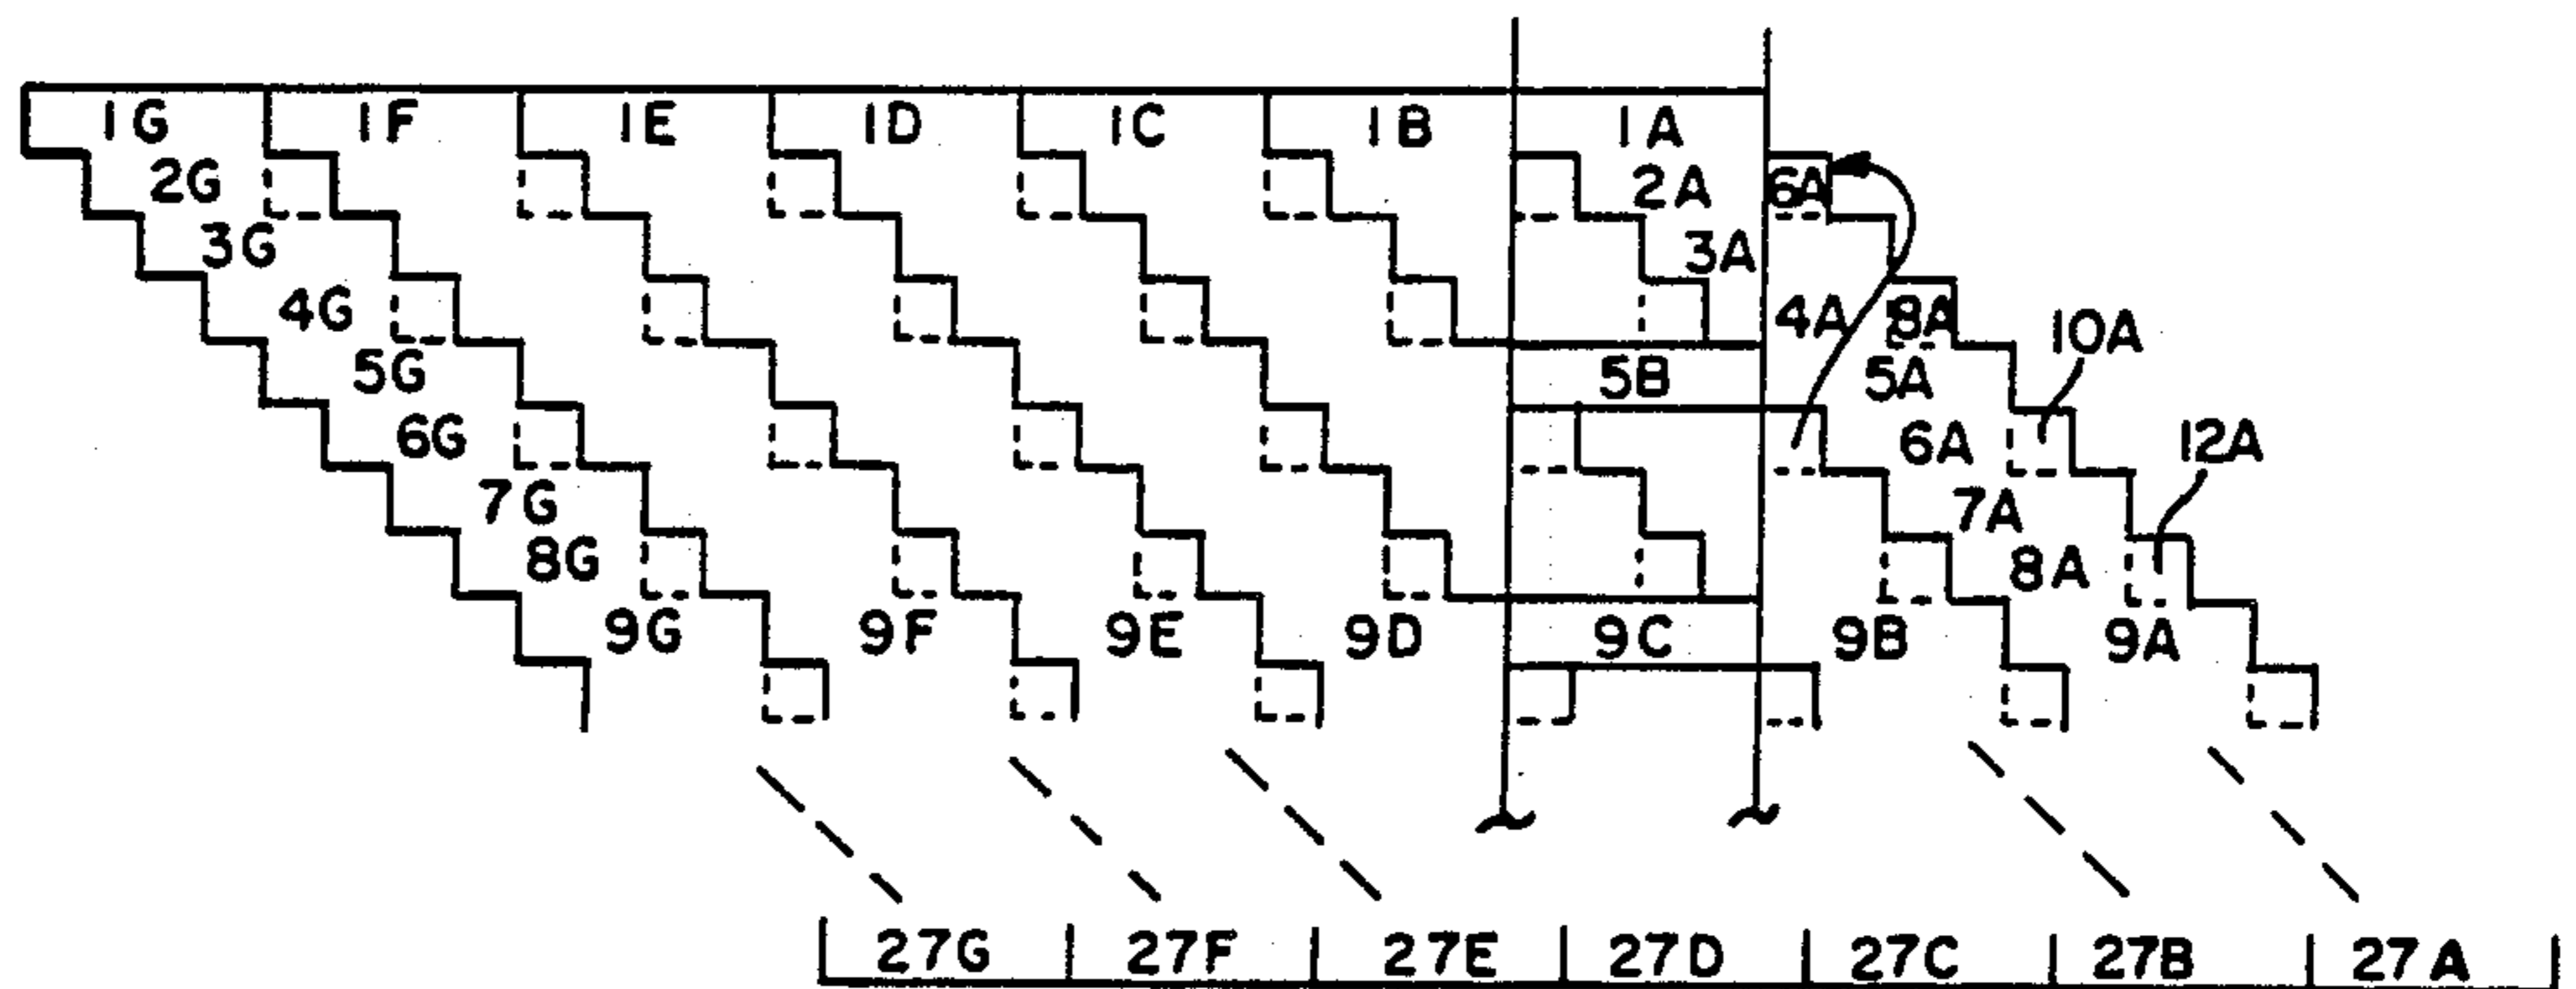 1G 1F 1E 1D 1C 1B 1A
2G 2A 6A
3G 3A
4G 4A 8A 10A
5G 5B 5A
6G 6A 12A
7G 7A
8G 8A
9G 9F 9E 9D 9C 9B 9A
27G 27F 27E 27D 27C 27B 27A